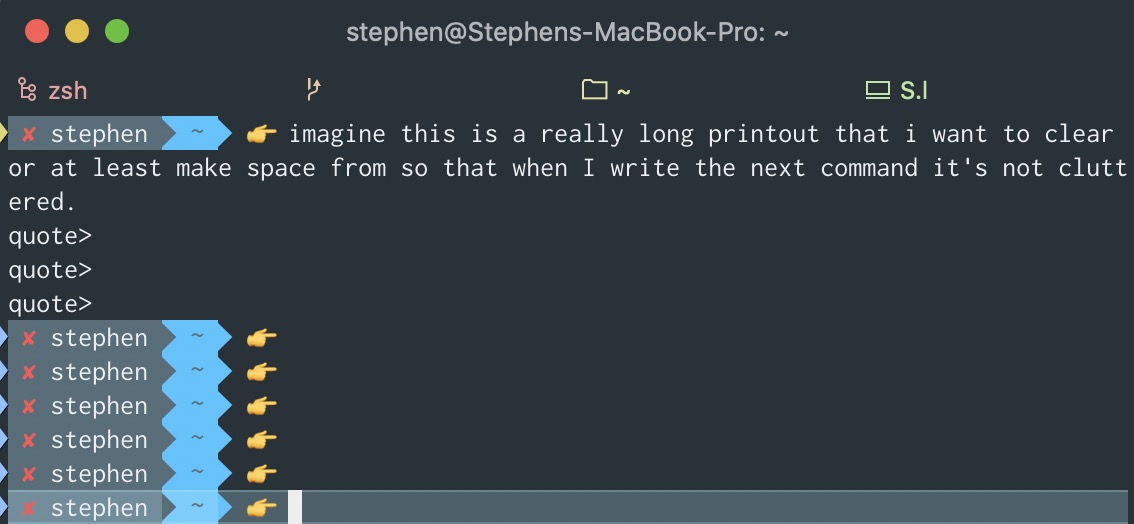 stephen@Stephens-MacBook-Pro: ~
zsh ~ S.l
✘ stephen ~ 👉 imagine this is a really long printout that i want to clear
or at least make space from so that when I write the next command it's not clutt
ered.
quote>
quote>
quote>
✘ stephen ~ 👉
✘ stephen ~ 👉
✘ stephen ~ 👉
✘ stephen ~ 👉
✘ stephen ~ 👉
✘ stephen ~ 👉